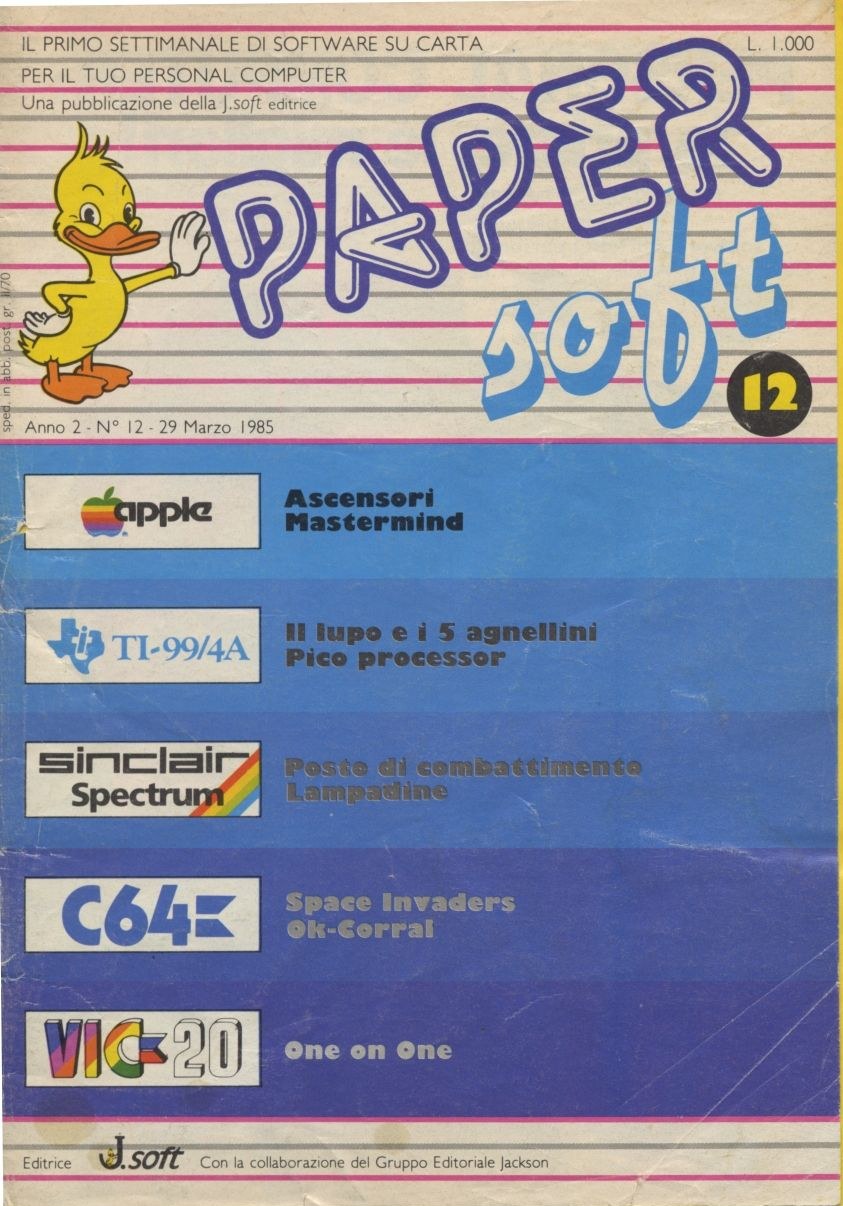 IL PRIMO SETTIMANALE DI SOFTWARE SU CARTA
L. 1.000
PER IL TUO PERSONAL COMPUTER
Una pubblicazione della J.soft editrice
PAPER
soft
12
sped. in abb. post. gr. II/70
Anno 2 - N° 12 - 29 Marzo 1985
apple
Ascensori
Mastermind
ti TI-99/4A
Il lupo e i 5 agnellini
Pico processor
sinclair
Spectrum
Posto di combattimento
Lampadine
C64
Space Invaders
Ok-Corral
VIC 20
One on One
Editrice J.soft Con la collaborazione del Gruppo Editoriale Jackson